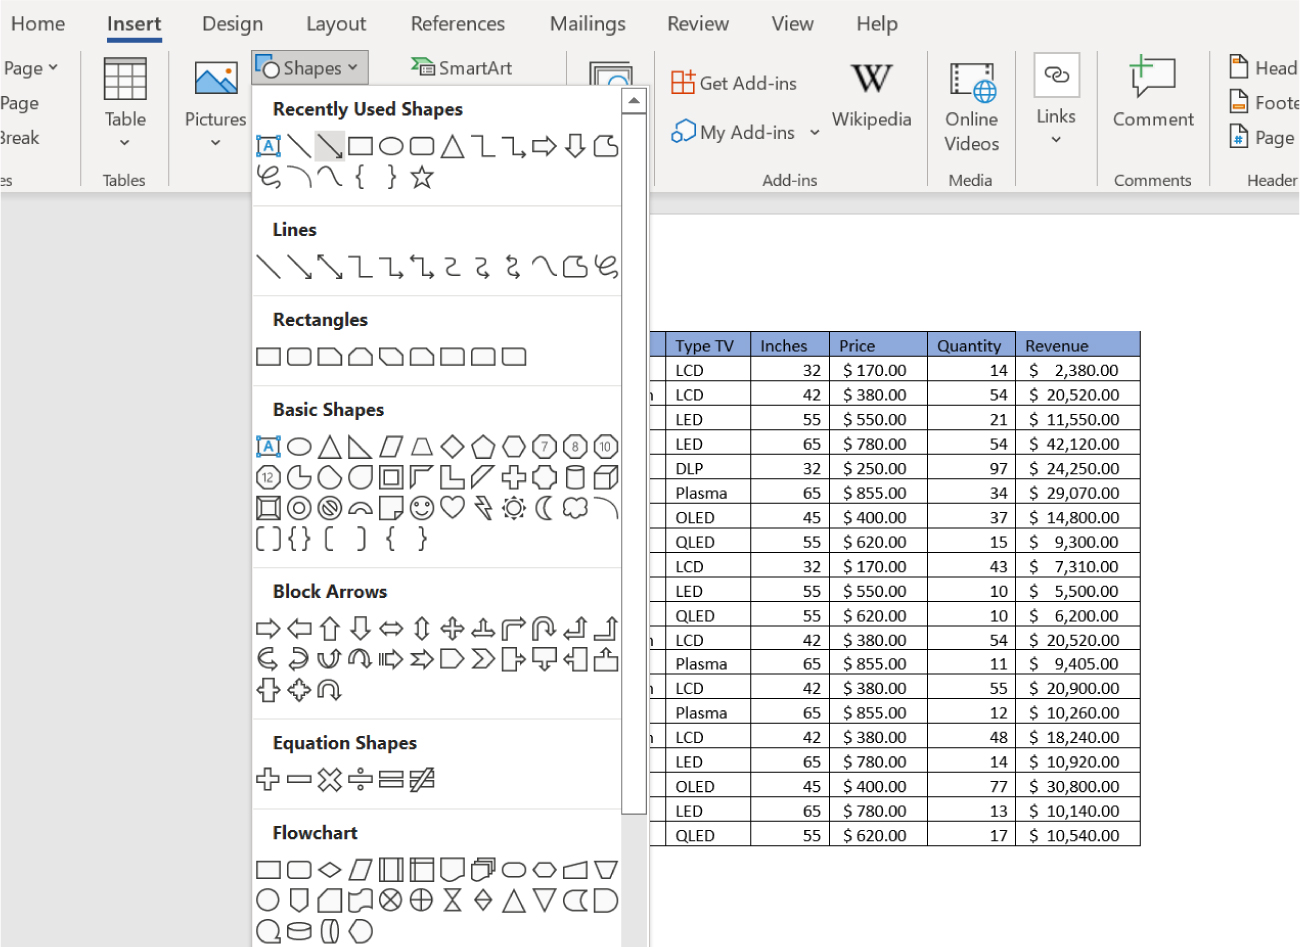 Home Insert Design Layout References Mailings Review View Help
Page Shapes SmartArt
Page
Break
Table Pictures Get Add-ins My Add-ins Wikipedia Online Videos Links Comment Head
Foote
Page
es Tables Add-ins Media Comments Header
Recently Used Shapes
A
Lines
Rectangles
Basic Shapes
A 7 8 10
12
Block Arrows
Equation Shapes
Flowchart
Type TV Inches Price Quantity Revenue
LCD 32 $ 170.00 14 $ 2,380.00
n LCD 42 $ 380.00 54 $ 20,520.00
LED 55 $ 550.00 21 $ 11,550.00
LED 65 $ 780.00 54 $ 42,120.00
DLP 32 $ 250.00 97 $ 24,250.00
Plasma 65 $ 855.00 34 $ 29,070.00
OLED 45 $ 400.00 37 $ 14,800.00
QLED 55 $ 620.00 15 $ 9,300.00
LCD 32 $ 170.00 43 $ 7,310.00
LED 55 $ 550.00 10 $ 5,500.00
QLED 55 $ 620.00 10 $ 6,200.00
n LCD 42 $ 380.00 54 $ 20,520.00
Plasma 65 $ 855.00 11 $ 9,405.00
n LCD 42 $ 380.00 55 $ 20,900.00
Plasma 65 $ 855.00 12 $ 10,260.00
n LCD 42 $ 380.00 48 $ 18,240.00
LED 65 $ 780.00 14 $ 10,920.00
OLED 45 $ 400.00 77 $ 30,800.00
LED 65 $ 780.00 13 $ 10,140.00
QLED 55 $ 620.00 17 $ 10,540.00